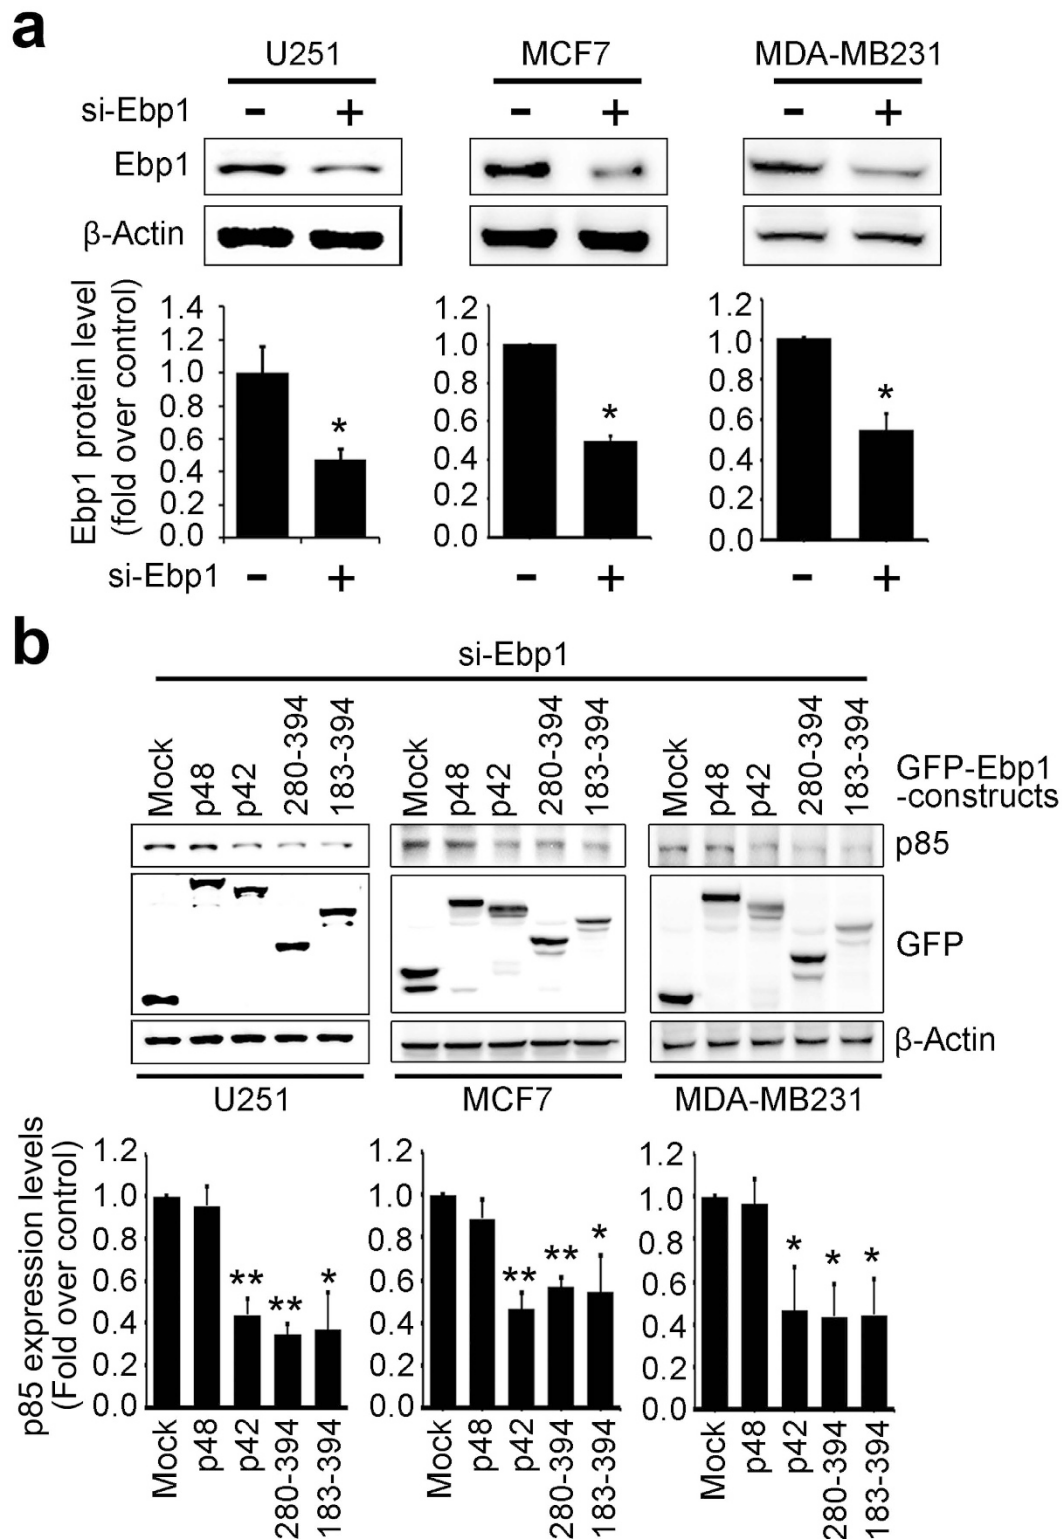 a
U251 MCF7 MDA-MB231
si-Ebp1 - + - + - +
Ebp1
β-Actin
Ebp1 protein level
(fold over control)
1.4
1.2
1.0
0.8
0.6
0.4
0.2
0.0
*
1.2
1.0
0.8
0.6
0.4
0.2
0.0
*
1.2
1.0
0.8
0.6
0.4
0.2
0.0
*
si-Ebp1 - + - + - +
b
si-Ebp1
Mock p48 p42 280-394 183-394
Mock p48 p42 280-394 183-394
Mock p48 p42 280-394 183-394
GFP-Ebp1
-constructs
p85
GFP
β-Actin
U251 MCF7 MDA-MB231
p85 expression levels
(Fold over control)
1.2
1.0
0.8
0.6
0.4
0.2
0.0
** ** *
Mock p48 p42 280-394 183-394
1.2
1.0
0.8
0.6
0.4
0.2
0.0
** ** *
Mock p48 p42 280-394 183-394
1.2
1.0
0.8
0.6
0.4
0.2
0.0
* * *
Mock p48 p42 280-394 183-394